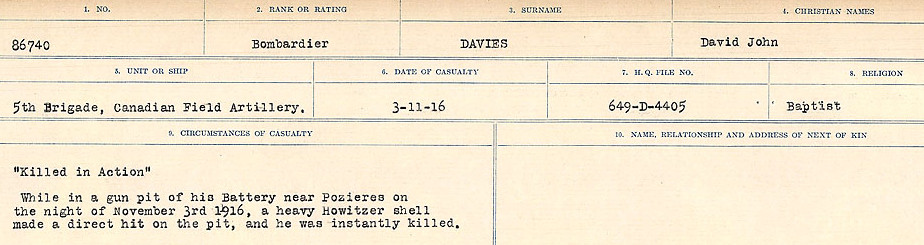 1. NO. 2. RANK OR RATING 3. SURNAME 4. CHRISTIAN NAMES
86740 Bombardier DAVIES David John
5. UNIT OR SHIP 6. DATE OF CASUALTY 7. H.Q. FILE NO. 8. RELIGION
5th Brigade, Canadian Field Artillery. 3-11-16 649-D-4405 Baptist
9. CIRCUMSTANCES OF CASUALTY 10. NAME, RELATIONSHIP AND ADDRESS OF NEXT OF KIN
"Killed in Action"
While in a gun pit of his Battery near Pozieres on
the night of November 3rd 1916, a heavy Howitzer shell
made a direct hit on the pit, and he was instantly killed.